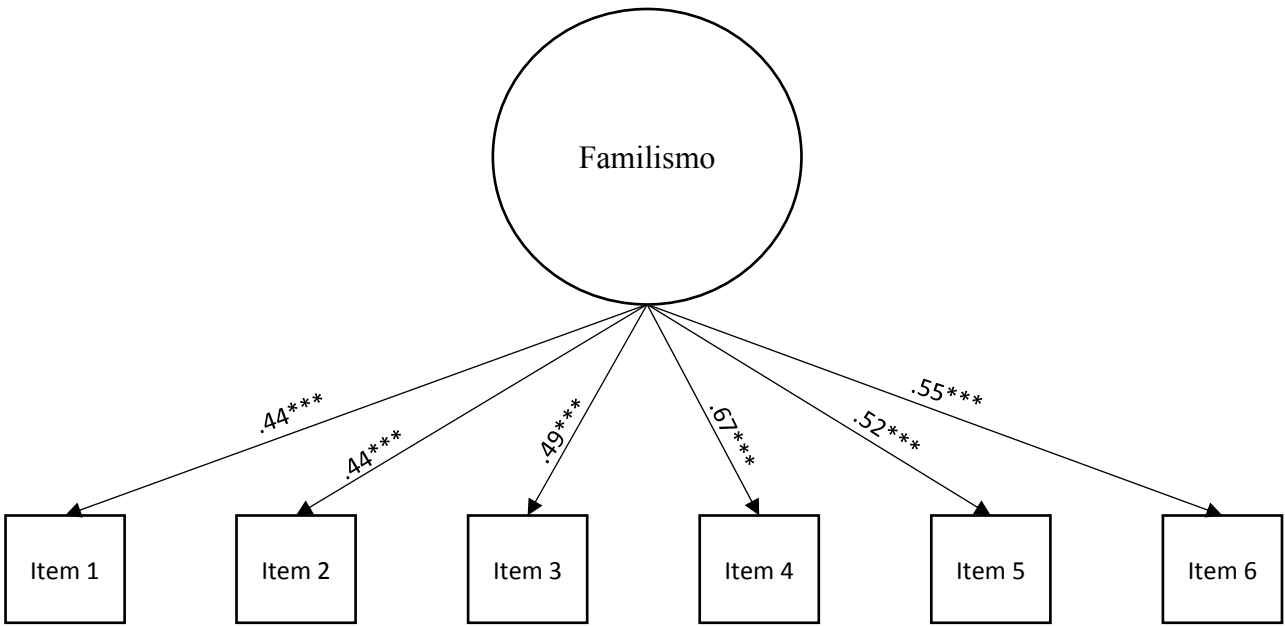 Familismo
.44***
.44***
.49***
.67***
.52***
.55***
Item 1
Item 2
Item 3
Item 4
Item 5
Item 6